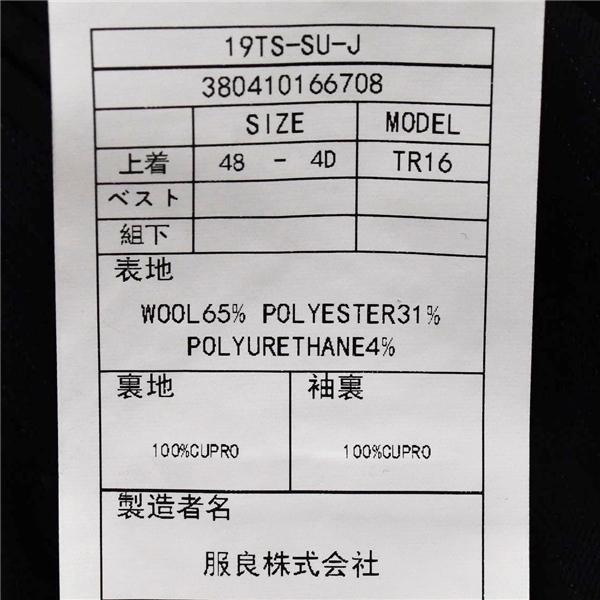 19TS-SU-J
380410166708
SIZE MODEL
上着 48 - 4D TR16
ベスト
組下
表地
WOOL65% POLYESTER31%
POLYURETHANE4%
裏地 袖裏
100%CUPRO 100%CUPRO
製造者名
服良株式会社